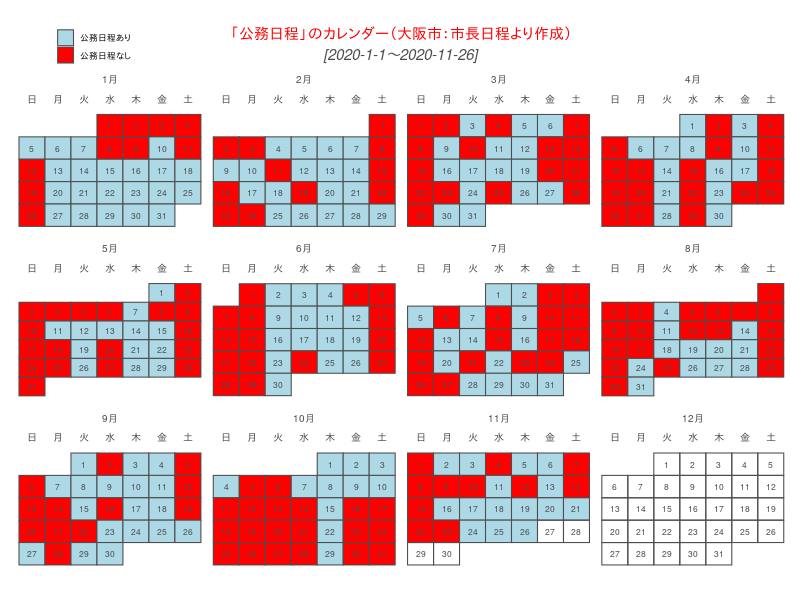 「公務日程」のカレンダー（大阪市：市長日程より作成）
[2020-1-1～2020-11-26]
公務日程あり
公務日程なし
1月
日 月 火 水 木 金 土
1 2 3 4
5 6 7 8 9 10 11
12 13 14 15 16 17 18
19 20 21 22 23 24 25
26 27 28 29 30 31
2月
日 月 火 水 木 金 土
1
2 3 4 5 6 7 8
9 10 11 12 13 14 15
16 17 18 19 20 21 22
23 24 25 26 27 28 29
3月
日 月 火 水 木 金 土
1 2 3 4 5 6 7
8 9 10 11 12 13 14
15 16 17 18 19 20 21
22 23 24 25 26 27 28
29 30 31
4月
日 月 火 水 木 金 土
1 2 3 4
5 6 7 8 9 10 11
12 13 14 15 16 17 18
19 20 21 22 23 24 25
26 27 28 29 30
5月
日 月 火 水 木 金 土
1 2
3 4 5 6 7 8 9
10 11 12 13 14 15 16
17 18 19 20 21 22 23
24 25 26 27 28 29 30
31
6月
日 月 火 水 木 金 土
1 2 3 4 5 6
7 8 9 10 11 12 13
14 15 16 17 18 19 20
21 22 23 24 25 26 27
28 29 30
7月
日 月 火 水 木 金 土
1 2 3 4
5 6 7 8 9 10 11
12 13 14 15 16 17 18
19 20 21 22 23 24 25
26 27 28 29 30 31
8月
日 月 火 水 木 金 土
1
2 3 4 5 6 7 8
9 10 11 12 13 14 15
16 17 18 19 20 21 22
23 24 25 26 27 28 29
30 31
9月
日 月 火 水 木 金 土
1 2 3 4 5
6 7 8 9 10 11 12
13 14 15 16 17 18 19
20 21 22 23 24 25 26
27 28 29 30
10月
日 月 火 水 木 金 土
1 2 3
4 5 6 7 8 9 10
11 12 13 14 15 16 17
18 19 20 21 22 23 24
25 26 27 28 29 30 31
11月
日 月 火 水 木 金 土
1 2 3 4 5 6 7
8 9 10 11 12 13 14
15 16 17 18 19 20 21
22 23 24 25 26 27 28
29 30
12月
日 月 火 水 木 金 土
1 2 3 4 5
6 7 8 9 10 11 12
13 14 15 16 17 18 19
20 21 22 23 24 25 26
27 28 29 30 31